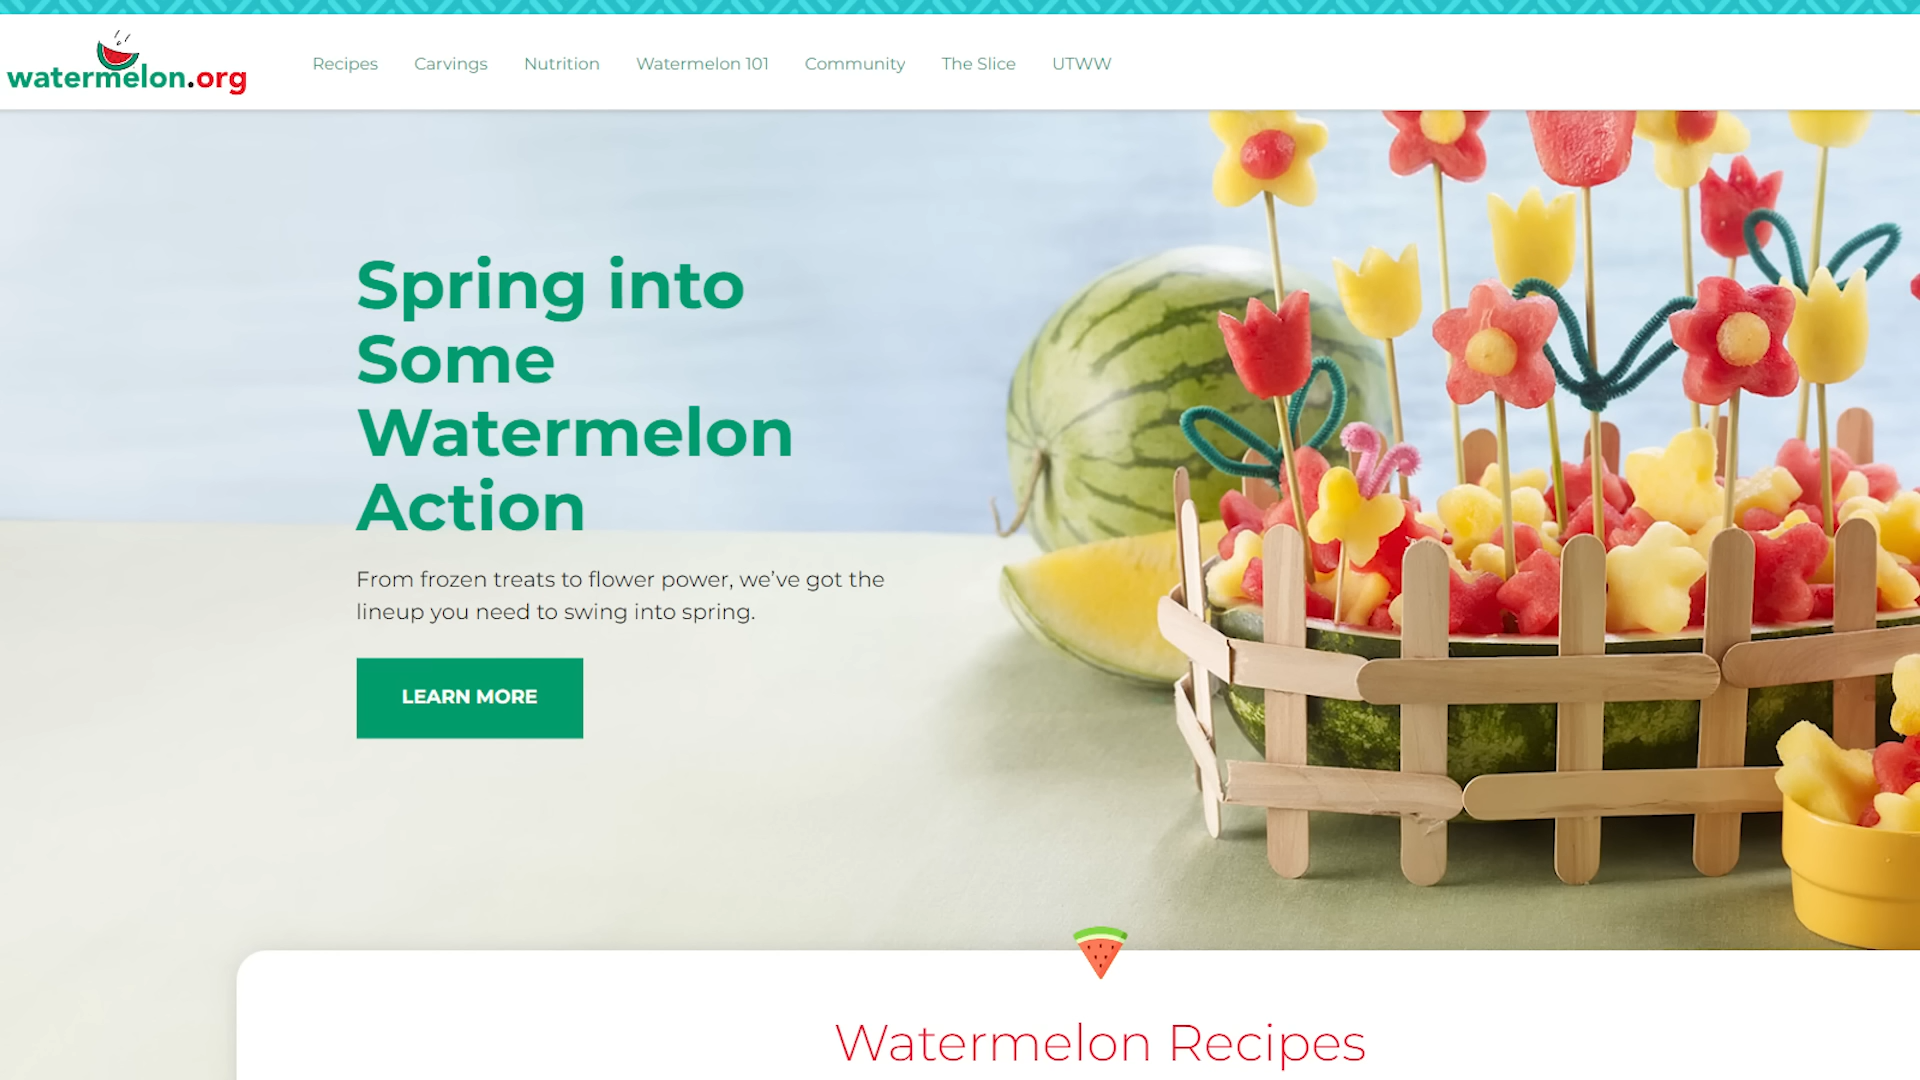 watermelon.org
Recipes Carvings Nutrition Watermelon 101 Community The Slice UTWW
Spring into
Some
Watermelon
Action
From frozen treats to flower power, we’ve got the
lineup you need to swing into spring.
LEARN MORE
Watermelon Recipes